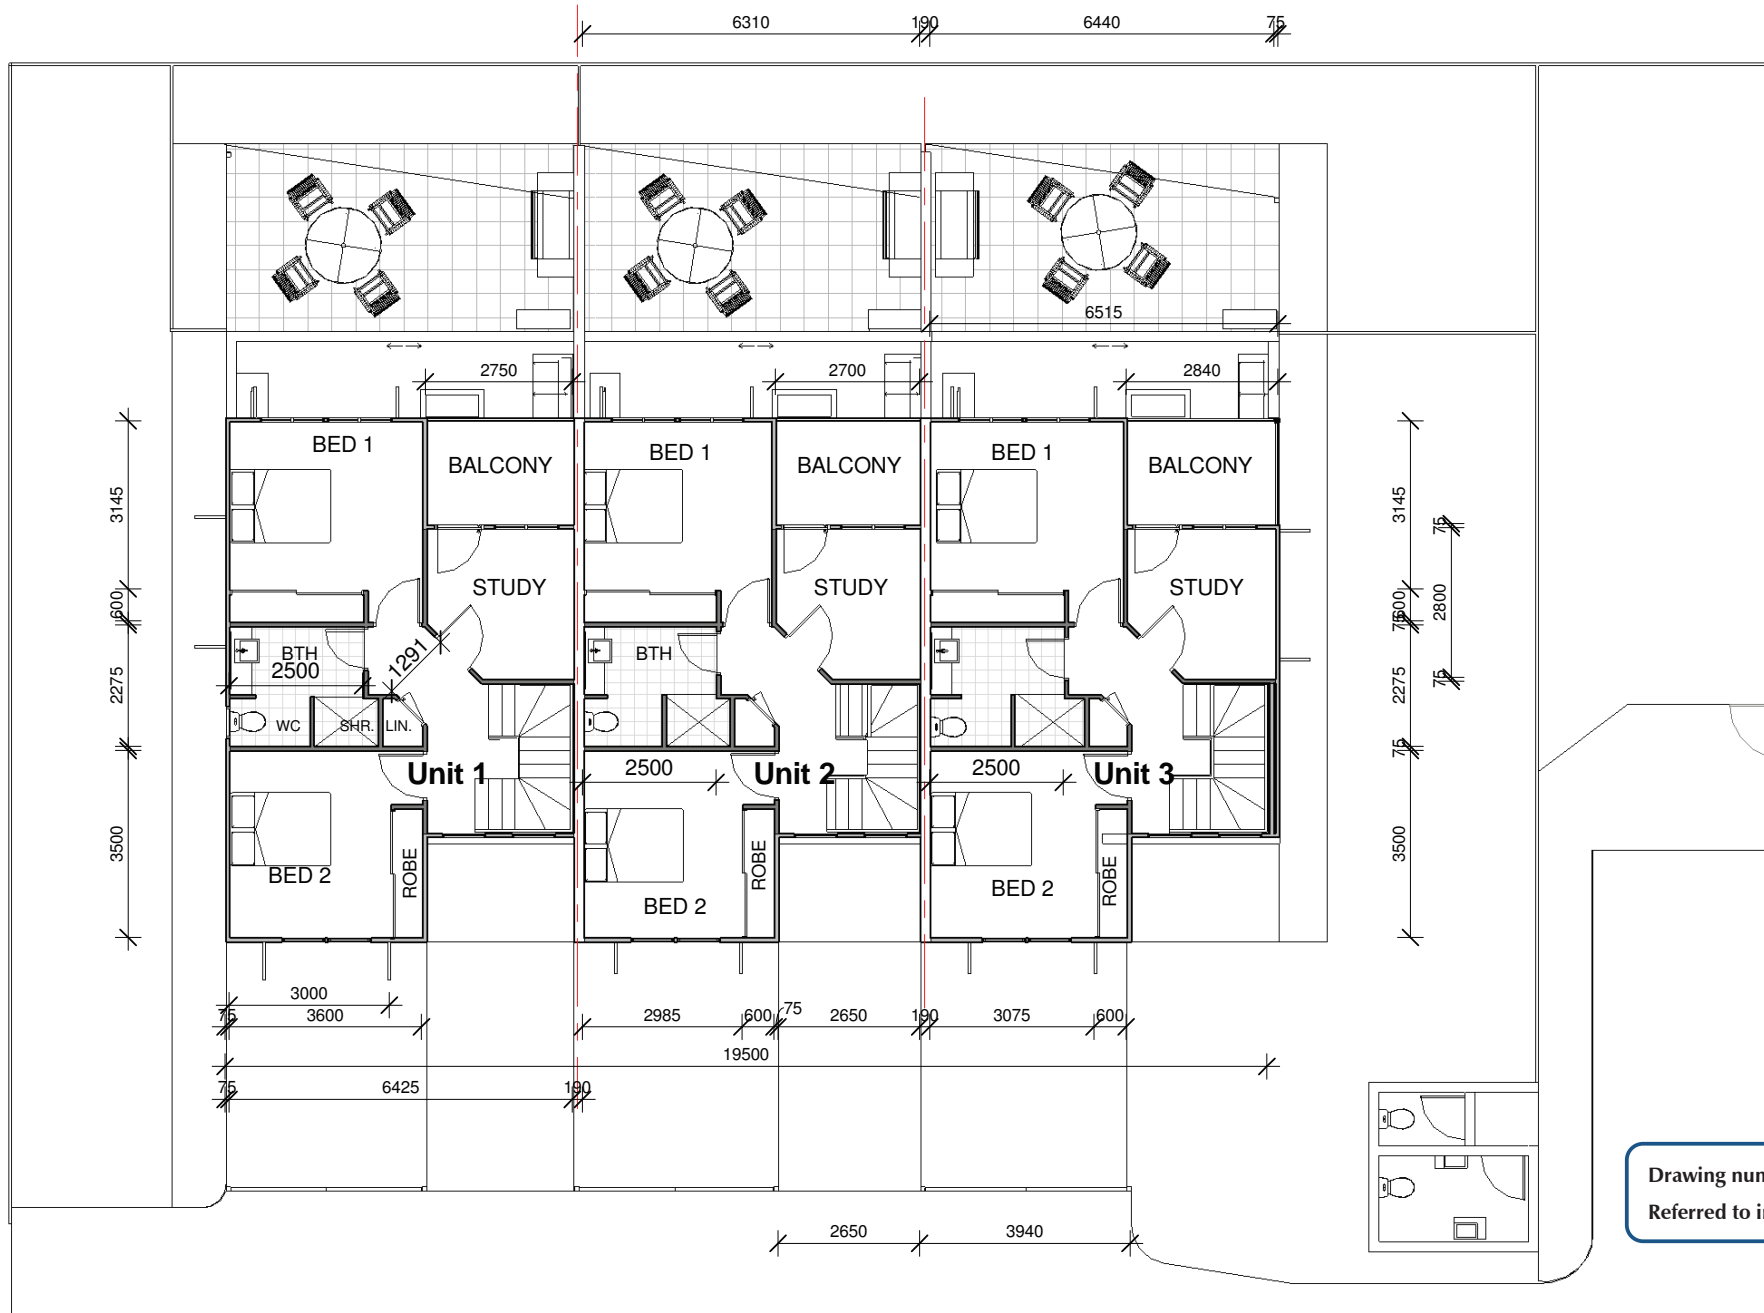 6310 190 6440 75
6515
2750 2700 2840
BED 1 BED 1 BED 1
BALCONY BALCONY BALCONY
3145 3145 75
STUDY STUDY STUDY
600 75 600 2800
1291
BTH BTH
2500
2275 2275 75
WC SHR. LIN.
75
Unit 1 2500 Unit 2 2500 Unit 3
3500 3500
BED 2 ROBE BED 2 ROBE BED 2 ROBE
3000
75 3600 2985 600 75 2650 190 3075 600
19500
75 6425 190
2650 3940
Drawing num
Referred to i